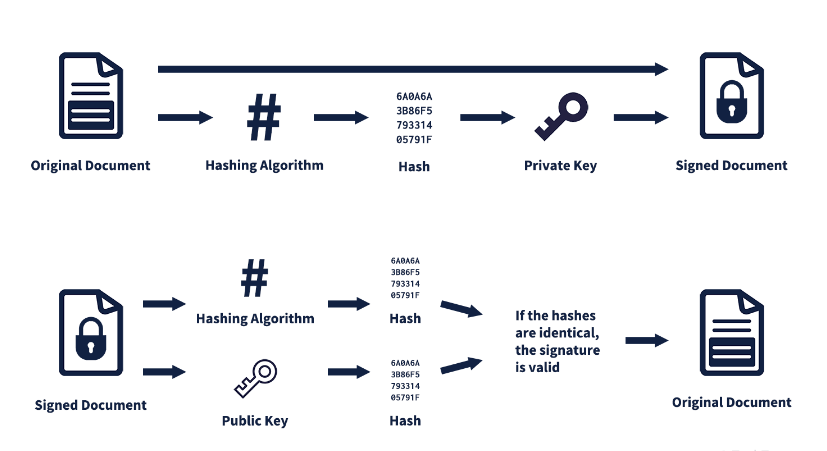 6A0A6A
3B86F5
793314
05791F
Original Document
Hashing Algorithm
Hash
Private Key
Signed Document
6A0A6A
3B86F5
793314
05791F
Hashing Algorithm
Hash
If the hashes
are identical,
the signature
is valid
6A0A6A
3B86F5
793314
05791F
Signed Document
Public Key
Hash
Original Document